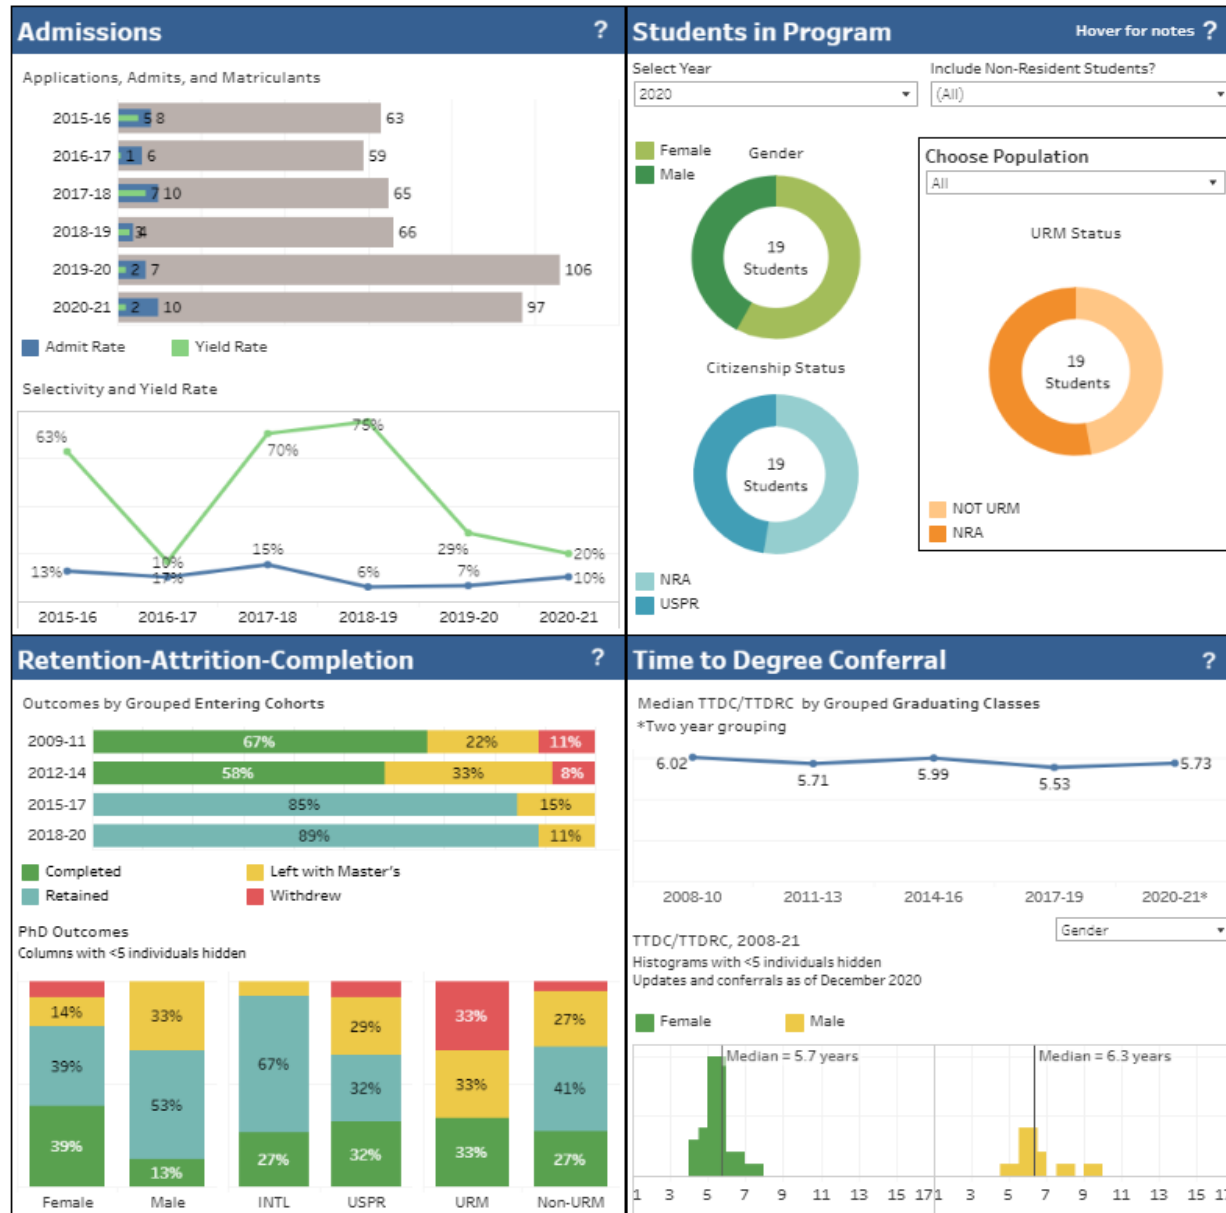 Admissions ?
Applications, Admits, and Matriculants
2015-16 5 8 63
2016-17 1 6 59
2017-18 7 10 65
2018-19 3 4 66
2019-20 2 7 106
2020-21 2 10 97
Admit Rate Yield Rate
Selectivity and Yield Rate
63%
75%
70%
10%
17%
15%
29%
20%
13%
6%
7%
10%
2015-16 2016-17 2017-18 2018-19 2019-20 2020-21
Students in Program Hover for notes ?
Select Year Include Non-Resident Students?
2020 (All)
Female
Male
Gender
19
Students
Citizenship Status
19
Students
NRA
USPR
Choose Population
All
URM Status
19
Students
NOT URM
NRA
Retention-Attrition-Completion ?
Outcomes by Grouped Entering Cohorts
2009-11 67% 22% 11%
2012-14 58% 33% 8%
2015-17 85% 15%
2018-20 89% 11%
Completed Left with Master's
Retained Withdrew
PhD Outcomes
Columns with <5 individuals hidden
14% 33% 67% 29% 33% 27%
39% 53% 32% 33% 41%
39% 13% 27% 32% 33% 27%
Female Male INTL USPR URM Non-URM
Time to Degree Conferral ?
Median TTDC/TTDRC by Grouped Graduating Classes
*Two year grouping
6.02 5.71 5.99 5.53 5.73
2008-10 2011-13 2014-16 2017-19 2020-21*
Gender
TTDC/TTDRC, 2008-21
Histograms with <5 individuals hidden
Updates and conferrals as of December 2020
Female Male
Median = 5.7 years Median = 6.3 years
1 3 5 7 9 11 13 15 17 1 3 5 7 9 11 13 15